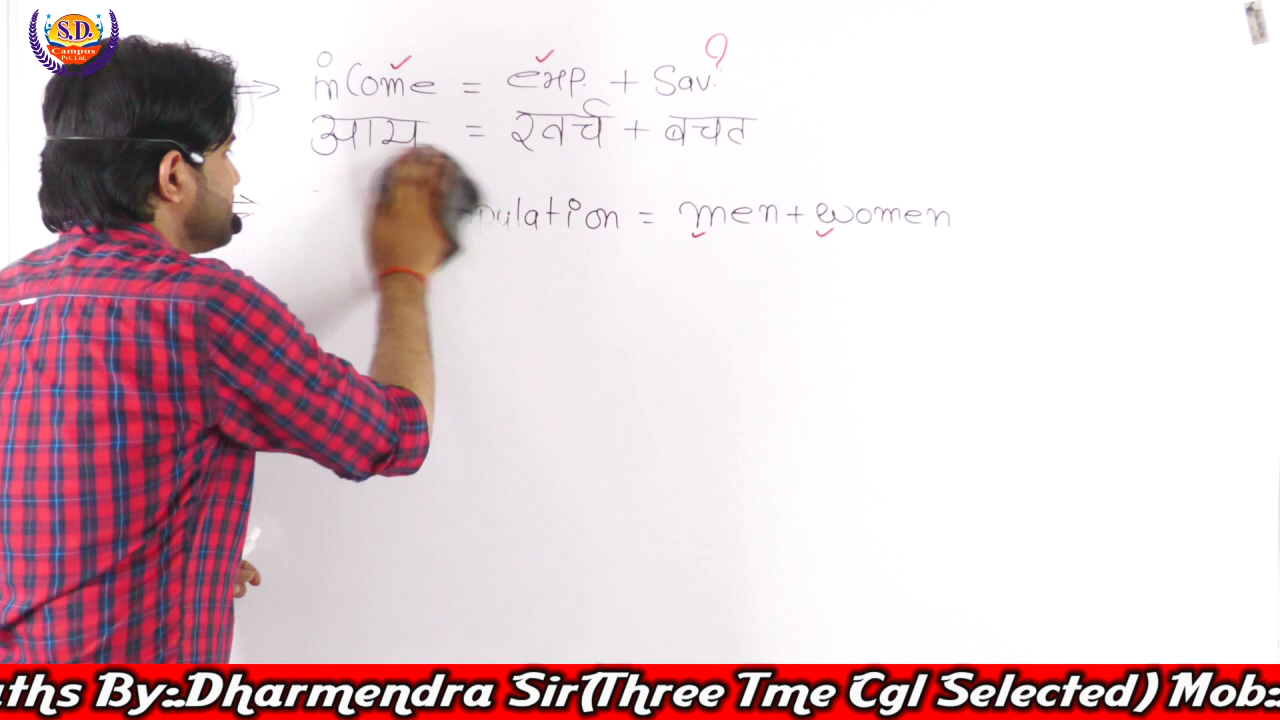 S.D.
Campus
Pvt. Ltd.
income = exp. + Sav. ?
आय = खर्च + बचत
pulation = men + women
aths By:.Dharmendra Sir(Three Tme Cgl Selected) Mob: